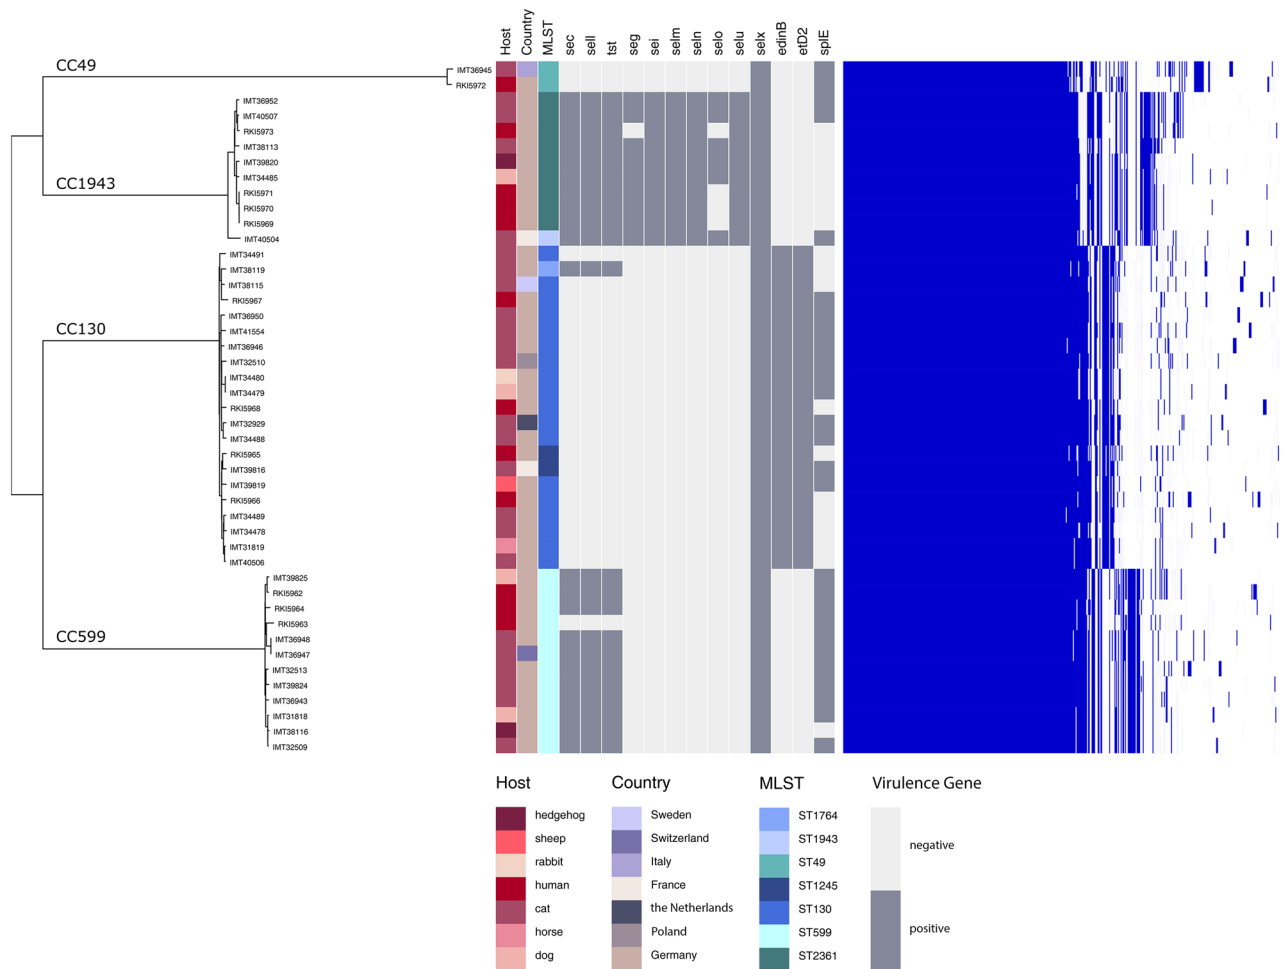 Host
Country
MLST
sec
sell
tst
seg
sei
selm
seln
selo
selu
selx
edinB
etD2
splE
CC49
IMT36945
RKI5972
IMT36952
IMT40507
RKI5973
IMT38113
IMT39820
CC1943
IMT34485
RKI5971
RKI5970
RKI5969
IMT40504
IMT34491
IMT38119
IMT38115
RKI5967
IMT36950
CC130
IMT41554
IMT36946
IMT32510
IMT34480
IMT34479
RKI5968
IMT32929
IMT34488
RKI5965
IMT39816
IMT39819
RKI5966
IMT34489
IMT34478
IMT31819
IMT40506
IMT39825
RKI5962
RKI5964
RKI5963
CC599
IMT36948
IMT36947
IMT32513
IMT39824
IMT36943
IMT31818
IMT38116
IMT32509
Host
hedgehog
sheep
rabbit
human
cat
horse
dog
Country
Sweden
Switzerland
Italy
France
the Netherlands
Poland
Germany
MLST
ST1764
ST1943
ST49
ST1245
ST130
ST599
ST2361
Virulence Gene
negative
positive